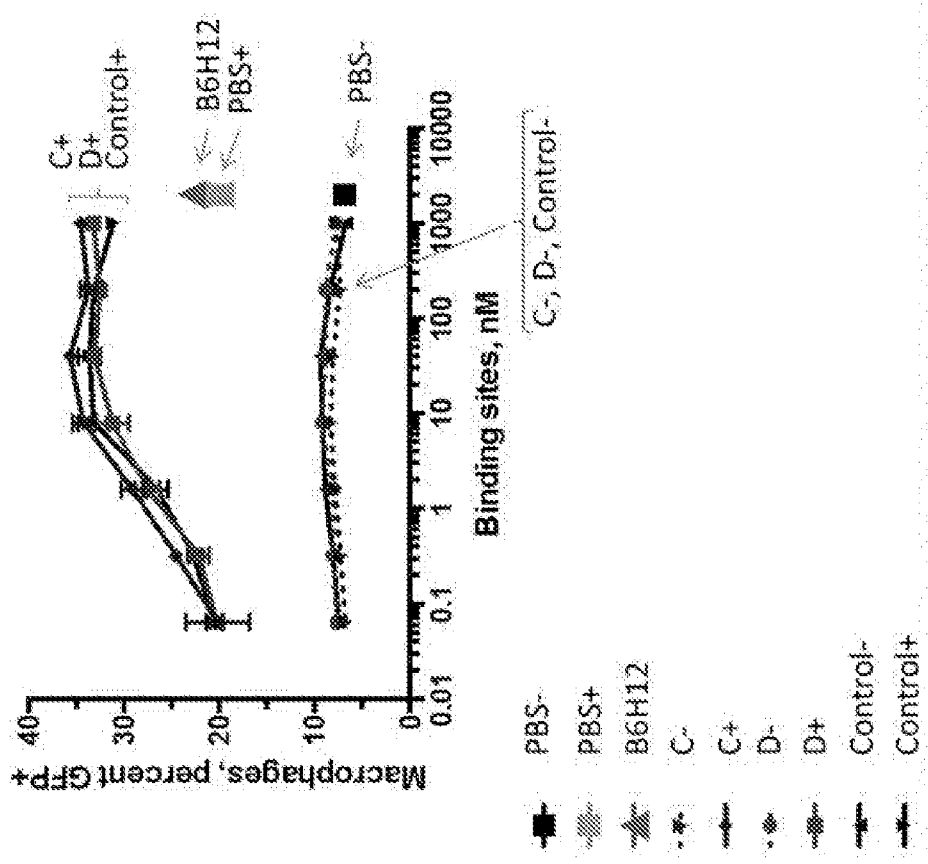 Macrophages, percent GFP+
40
30
20
10
0
0.01
0.1
1
10
100
1000
10000
Binding sites, nM
C+
D+
Control+
B6H12
PBS+
PBS-
C-, D-, Control-
PBS-
PBS+
B6H12
C-
C+
D-
D+
Control-
Control+